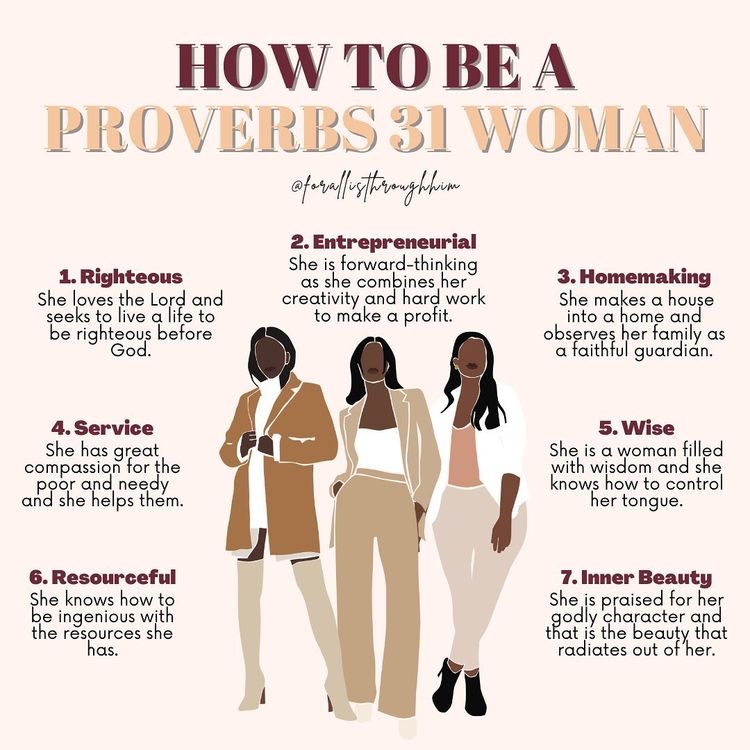 HOW TO BE A
PROVERBS 31 WOMAN
@forallisthroughhim
1. Righteous
She loves the Lord and
seeks to live a life to
be righteous before
God.
2. Entrepreneurial
She is forward-thinking
as she combines her
creativity and hard work
to make a profit.
3. Homemaking
She makes a house
into a home and
observes her family as
a faithful guardian.
4. Service
She has great
compassion for the
poor and needy
and she helps them.
5. Wise
She is a woman filled
with wisdom and she
knows how to control
her tongue.
6. Resourceful
She knows how to
be ingenious with
the resources she
has.
7. Inner Beauty
She is praised for her
godly character and
that is the beauty that
radiates out of her.